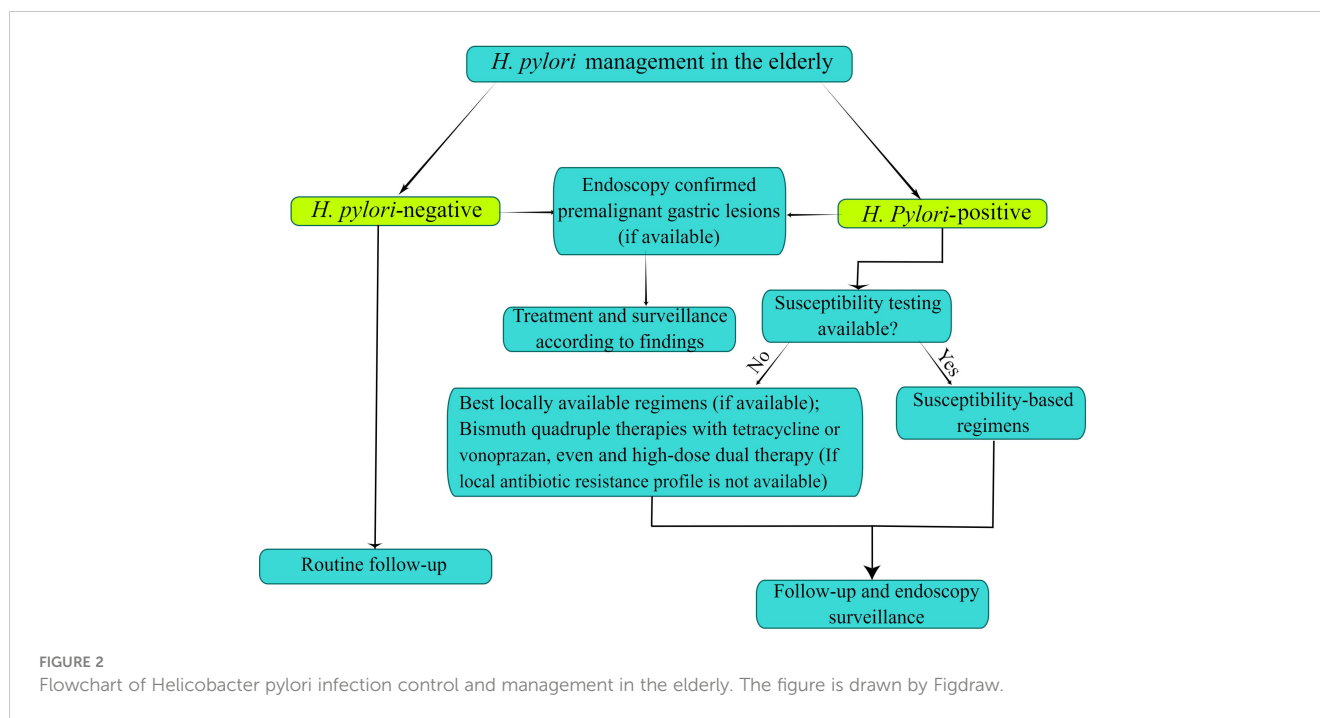 H. pylori management in the elderly
Endoscopy confirmed
premalignant gastric lesions
(if available)
H. pylori-negative
H. Pylori-positive
Treatment and surveillance
according to findings
Susceptibility testing
available?
No
Yes
Best locally available regimens (if available);
Bismuth quadruple therapies with tetracycline or
vonoprazan, even and high-dose dual therapy (If
local antibiotic resistance profile is not available)
Susceptibility-based
regimens
Routine follow-up
Follow-up and endoscopy
surveillance
FIGURE 2
Flowchart of Helicobacter pylori infection control and management in the elderly. The figure is drawn by Figdraw.